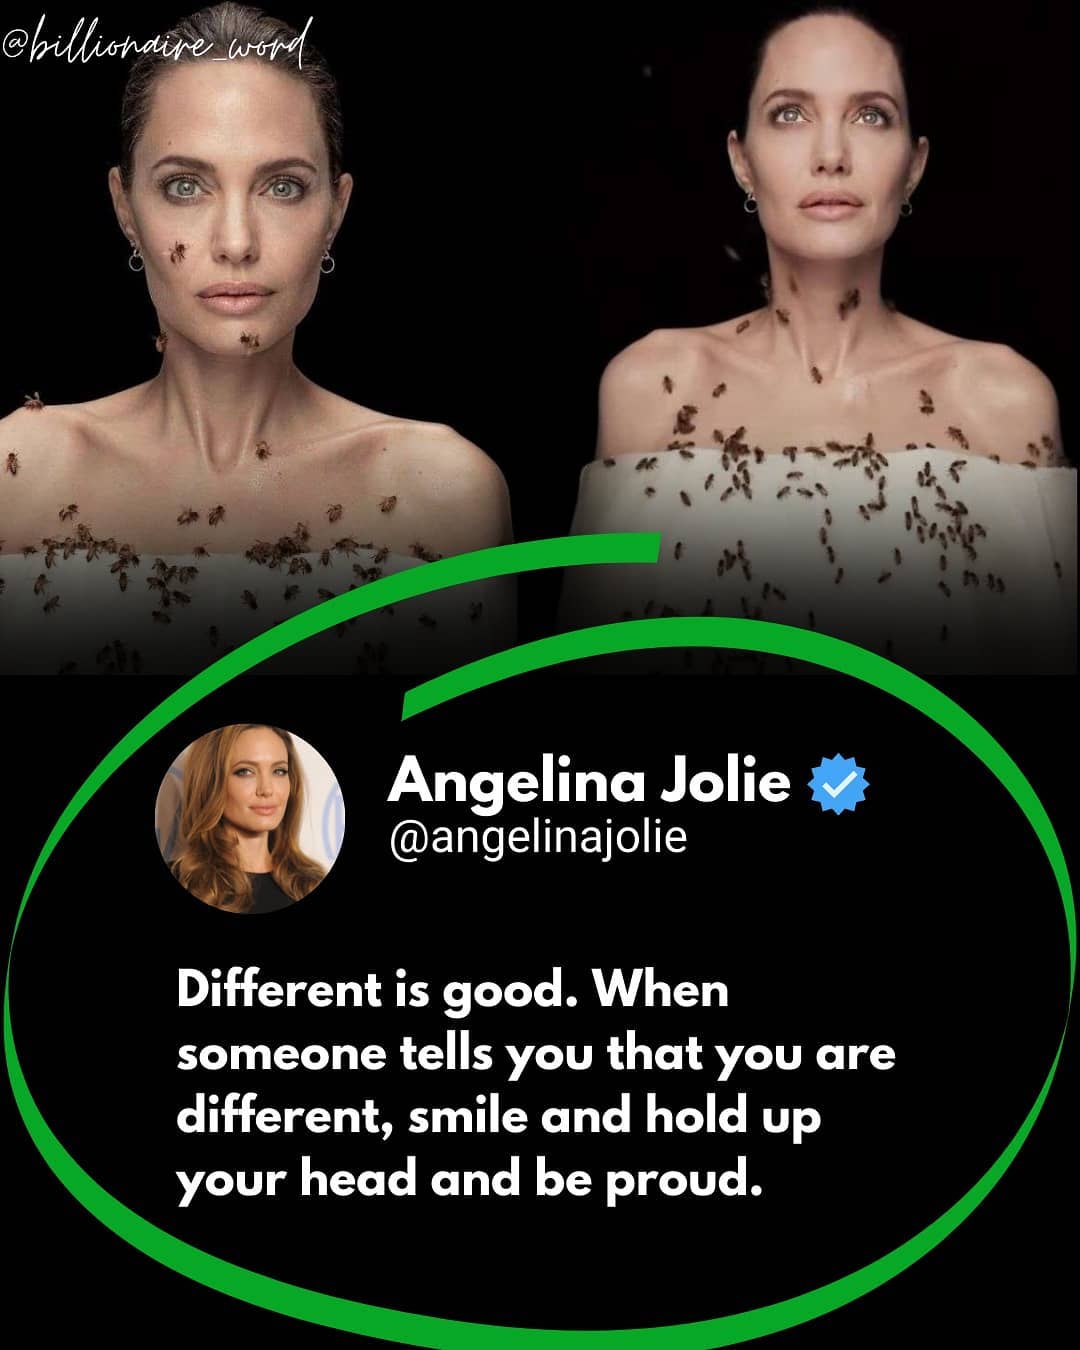 @billionaire_word
Angelina Jolie
@angelinajolie
Different is good. When
someone tells you that you are
different, smile and hold up
your head and be proud.